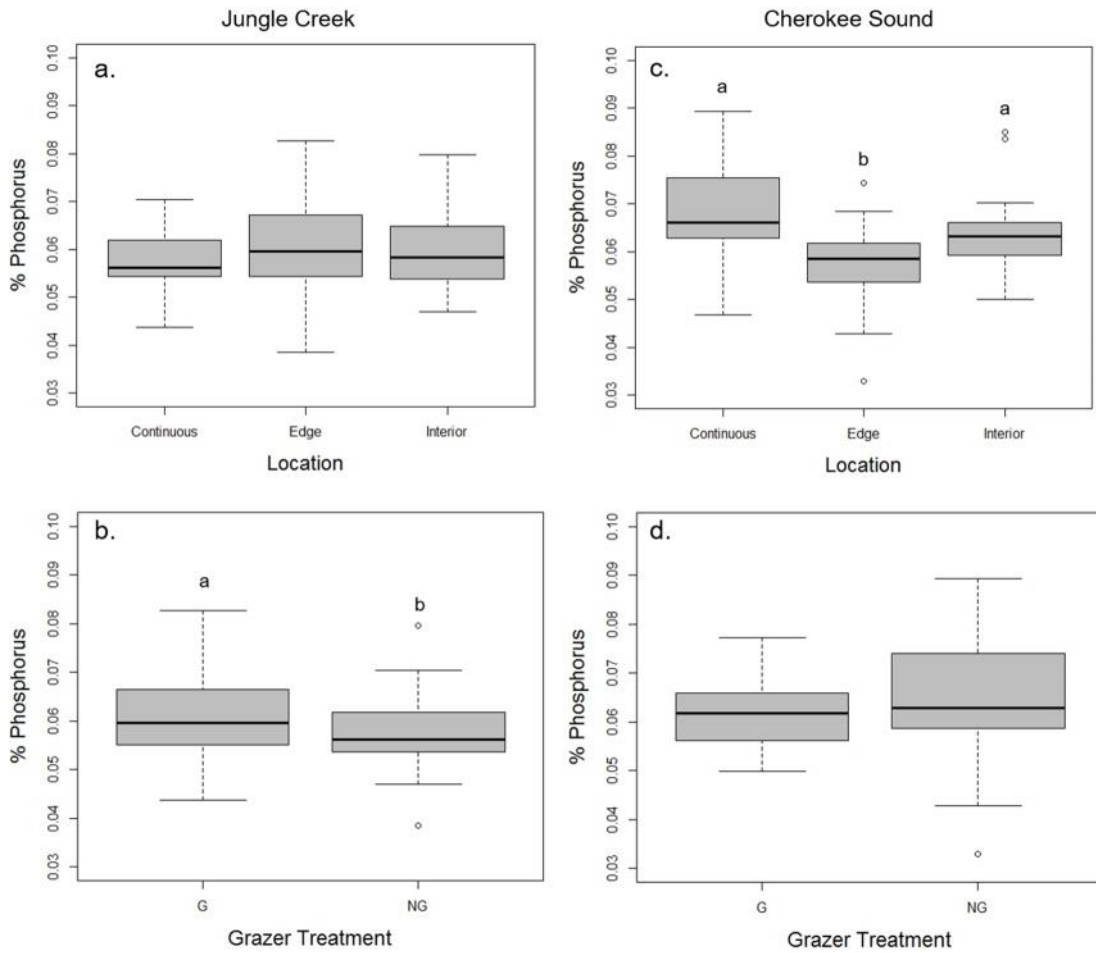 Jungle Creek
a.
% Phosphorus
0.10
0.09
0.08
0.07
0.06
0.05
0.04
0.03
Continuous Edge Interior
Location
Cherokee Sound
c.
a
b
a
% Phosphorus
0.10
0.09
0.08
0.07
0.06
0.05
0.04
0.03
Continuous Edge Interior
Location
b.
a
b
% Phosphorus
0.10
0.09
0.08
0.07
0.06
0.05
0.04
0.03
G NG
Grazer Treatment
d.
% Phosphorus
0.10
0.09
0.08
0.07
0.06
0.05
0.04
0.03
G NG
Grazer Treatment